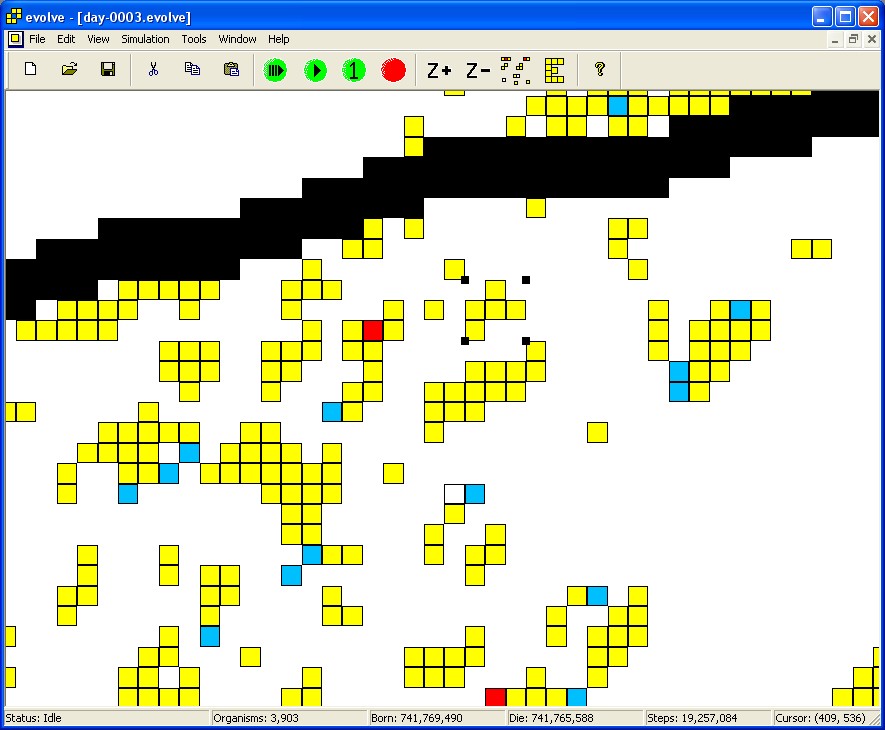 evolve - [day-0003.evolve]
File Edit View Simulation Tools Window Help
1 Z+ Z- ?
Status: Idle Organisms: 3,903 Born: 741,769,490 Die: 741,765,588 Steps: 19,257,084 Cursor: (409, 536)